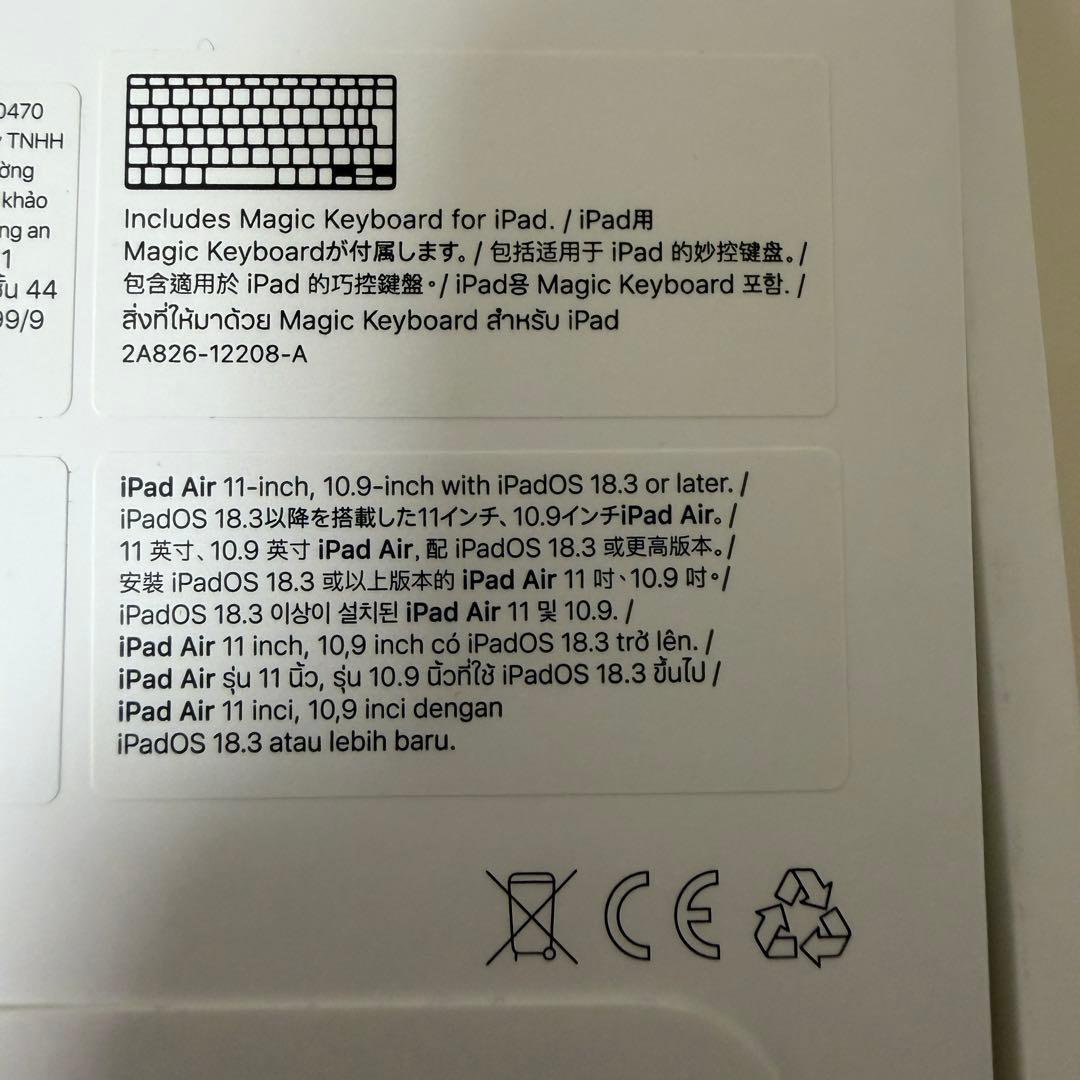 0470
TNHH
ờng
khảo
ng an
1
ั้น 44
99/9
Includes Magic Keyboard for iPad. / iPad用
Magic Keyboardが付属します。/ 包括适用于 iPad 的妙控键盘。/
包含適用於 iPad 的巧控鍵盤。/ iPad용 Magic Keyboard 포함. /
สิ่งที่ให้มาด้วย Magic Keyboard สำหรับ iPad
2A826-12208-A
iPad Air 11-inch, 10.9-inch with iPadOS 18.3 or later. /
iPadOS 18.3以降を搭載した11インチ、10.9インチiPad Air。/
11 英寸、10.9 英寸 iPad Air, 配 iPadOS 18.3 或更高版本。/
安裝 iPadOS 18.3 或以上版本的 iPad Air 11 吋、10.9 吋。/
iPadOS 18.3 이상이 설치된 iPad Air 11 및 10.9. /
iPad Air 11 inch, 10,9 inch có iPadOS 18.3 trở lên. /
iPad Air รุ่น 11 นิ้ว, รุ่น 10.9 นิ้วที่ใช้ iPadOS 18.3 ขึ้นไป /
iPad Air 11 inci, 10,9 inci dengan
iPadOS 18.3 atau lebih baru.
CE